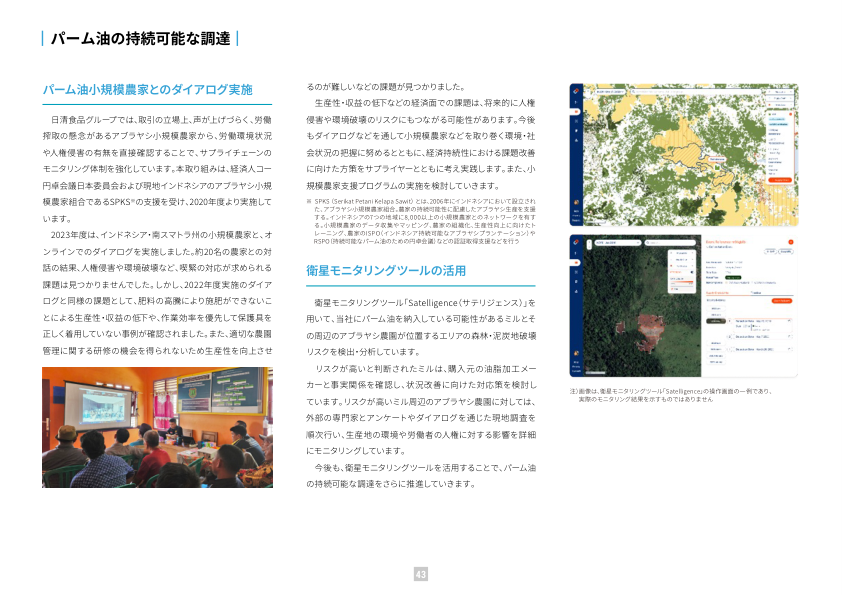 パーム油の持続可能な調達
パーム油小規模農家とのダイアログ実施
　日清食品グループでは、取引の立場上、声が上げづらく、労働
搾取の懸念があるアブラヤシ小規模農家から、労働環境状況
や人権侵害の有無を直接確認することで、サプライチェーンの
モニタリング体制を強化しています。本取り組みは、経済人コー
円卓会議日本委員会および現地インドネシアのアブラヤシ小規
模農家組合であるSPKS※の支援を受け、2020年度より実施して
います。
　2023年度は、インドネシア・南スマトラ州の小規模農家と、オ
ンラインでのダイアログを実施しました。約20名の農家との対
話の結果、人権侵害や環境破壊など、喫緊の対応が求められる
課題は見つかりませんでした。しかし、2022年度実施のダイア
ログと同様の課題として、肥料の高騰により施肥ができないこ
とによる生産性・収益の低下や、作業効率を優先して保護具を
正しく着用していない事例が確認されました。また、適切な農園
管理に関する研修の機会を得られないため生産性を向上させ
るのが難しいなどの課題が見つかりました。
　生産性・収益の低下などの経済面での課題は、将来的に人権
侵害や環境破壊のリスクにもつながる可能性があります。今後
もダイアログなどを通して小規模農家などを取り巻く環境・社
会状況の把握に努めるとともに、経済持続性における課題改善
に向けた方策をサプライヤーとともに考え実践します。また、小
規模農家支援プログラムの実施を検討していきます。
※ SPKS （Serikat Petani Kelapa Sawit）とは、2006年にインドネシアにおいて設立され
た、アブラヤシ小規模農家組合。農家の持続可能性に配慮したアブラヤシ生産を支援
する。インドネシアの7つの地域に8,000以上の小規模農家とのネットワークを有す
る。小規模農家のデータ収集やマッピング、農家の組織化、生産性向上に向けたト
レーニング、農家のISPO（インドネシア持続可能なアブラヤシプランテーション）や
RSPO（持続可能なパーム油のための円卓会議）などの認証取得支援などを行う
衛星モニタリングツールの活用
　衛星モニタリングツール「Satelligence（サテリジェンス）」を
用いて、当社にパーム油を納入している可能性があるミルとそ
の周辺のアブラヤシ農園が位置するエリアの森林・泥炭地破壊
リスクを検出・分析しています。
　リスクが高いと判断されたミルは、購入元の油脂加工メー
カーと事実関係を確認し、状況改善に向けた対応策を検討し
ています。リスクが高いミル周辺のアブラヤシ農園に対しては、
外部の専門家とアンケートやダイアログを通じた現地調査を
順次行い、生産地の環境や労働者の人権に対する影響を詳細
にモニタリングしています。
　今後も、衛星モニタリングツールを活用することで、パーム油
の持続可能な調達をさらに推進していきます。
注）画像は、衛星モニタリングツール「Satelligence」の操作画面の一例であり、
実際のモニタリング結果を示すものではありません
43